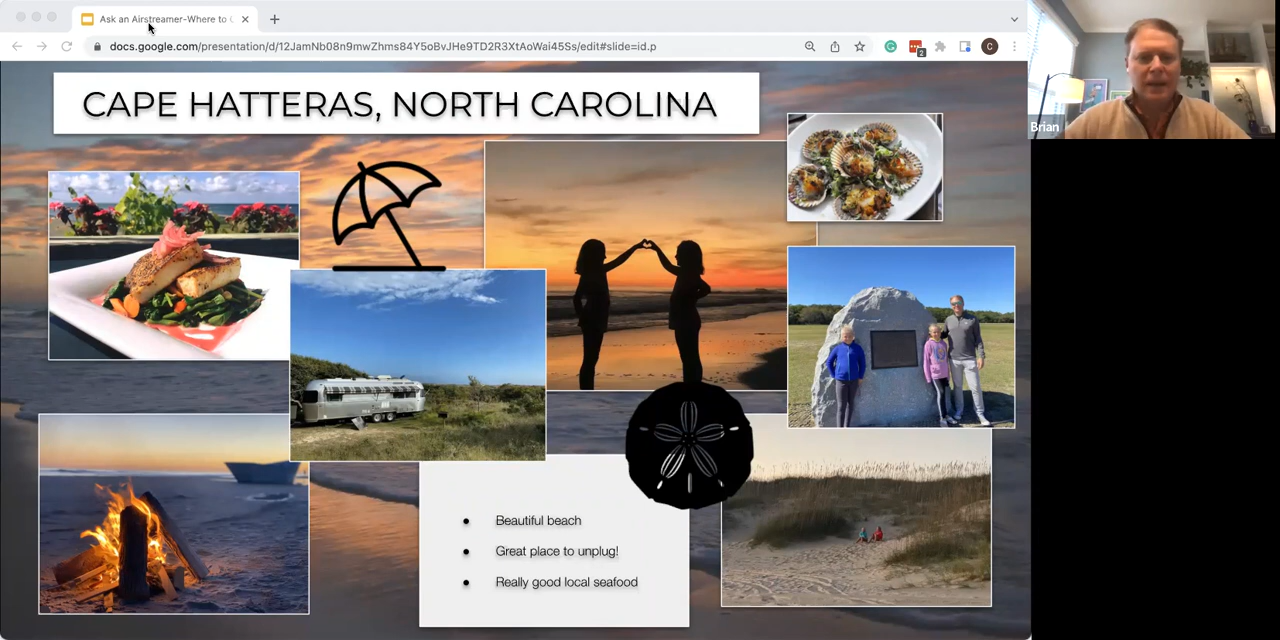 Ask an Airstreamer-Where to
docs.google.com/presentation/d/12JamNb08n9mwZhms84Y5oBvJHe9TD2R3XtAoWai45Ss/edit#slide=id.p
2
C
CAPE HATTERAS, NORTH CAROLINA
Brian
Beautiful beach
Great place to unplug!
Really good local seafood